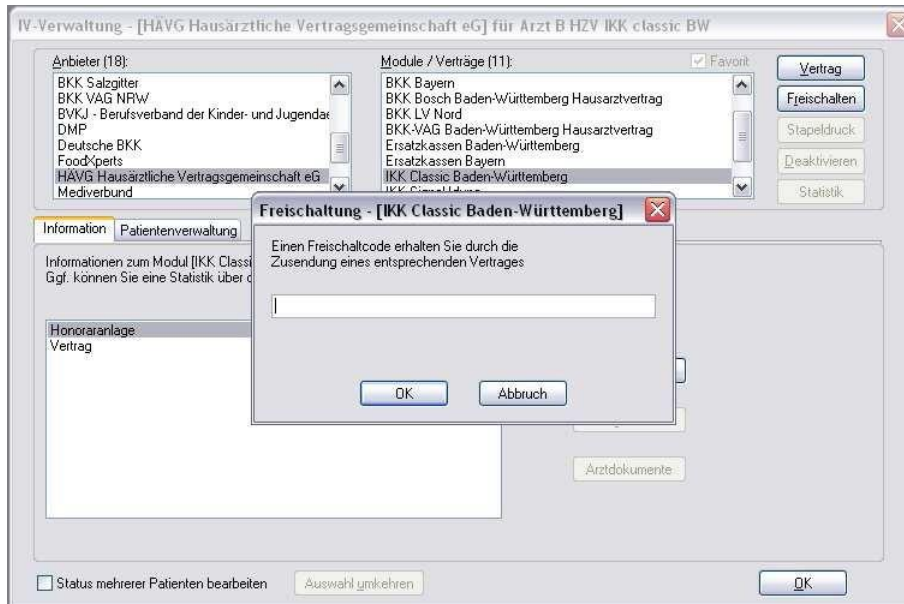 IV-Verwaltung - [HÄVG Hausärztliche Vertragsgemeinschaft eG] für Arzt B HZV IKK classic BW
Anbieter (18):
BKK Salzgitter
BKK VAG NRW
BVKJ - Berufsverband der Kinder- und Jugendae
DMP
Deutsche BKK
FoodXperts
HÄVG Hausärztliche Vertragsgemeinschaft eG
Mediverbund
Module / Verträge (11):
Favorit
BKK Bayern
BKK Bosch Baden-Württemberg Hausarztvertrag
BKK LV Nord
BKK-VAG Baden-Württemberg Hausarztvertrag
Ersatzkassen Baden-Württemberg
Ersatzkassen Bayern
IKK Classic Baden-Württemberg
IKK
Vertrag
Freischalten
Stapeldruck
Deaktivieren
Statistik
Information
Patientenverwaltung
Informationen zum Modul [IKK Classi
Ggf. können Sie eine Statistik über
Honoraranlage
Vertrag
Freischaltung - [IKK Classic Baden-Württemberg]
Einen Freischaltcode erhalten Sie durch die
Zusendung eines entsprechenden Vertrages
OK
Abbruch
Arztdokumente
Status mehrerer Patienten bearbeiten
Auswahl umkehren
OK